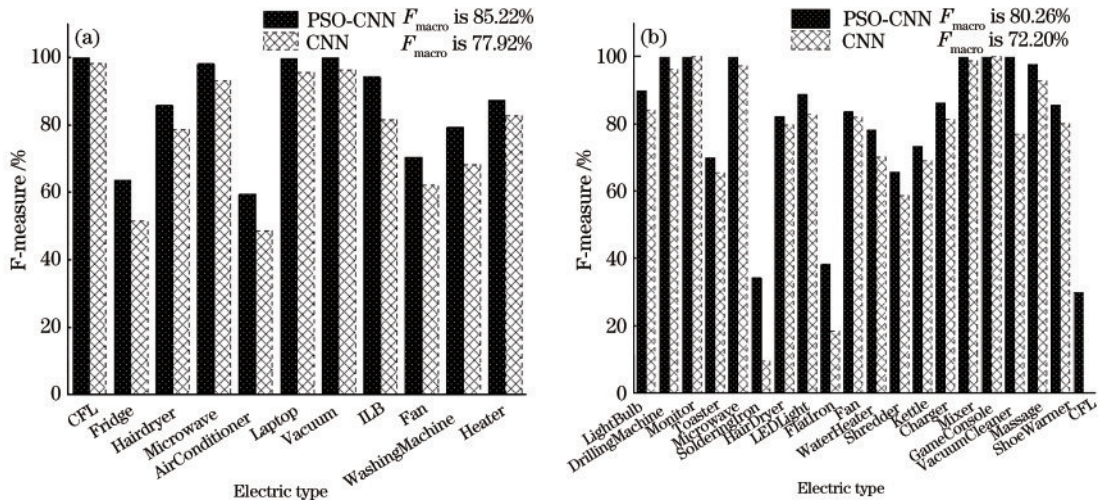 (a)
PSO-CNN F_macro is 85.22%
CNN F_macro is 77.92%
F-measure /%
100
80
60
40
20
0
CFL
Fridge
Hairdryer
Microwave
AirConditioner
Laptop
Vacuum
ILB
Fan
WashingMachine
Heater
Electric type
(b)
PSO-CNN F_macro is 80.26%
CNN F_macro is 72.20%
F-measure /%
100
80
60
40
20
0
LightBulb
DrillingMachine
Monitor
Toaster
Microwave
SolderingIron
HairDryer
LEDLight
FlatIron
Fan
WaterHeater
Shredder
Kettle
Charger
Mixer
GameConsole
VacuumCleaner
Massage
ShoeWarmer
CFL
Electric type